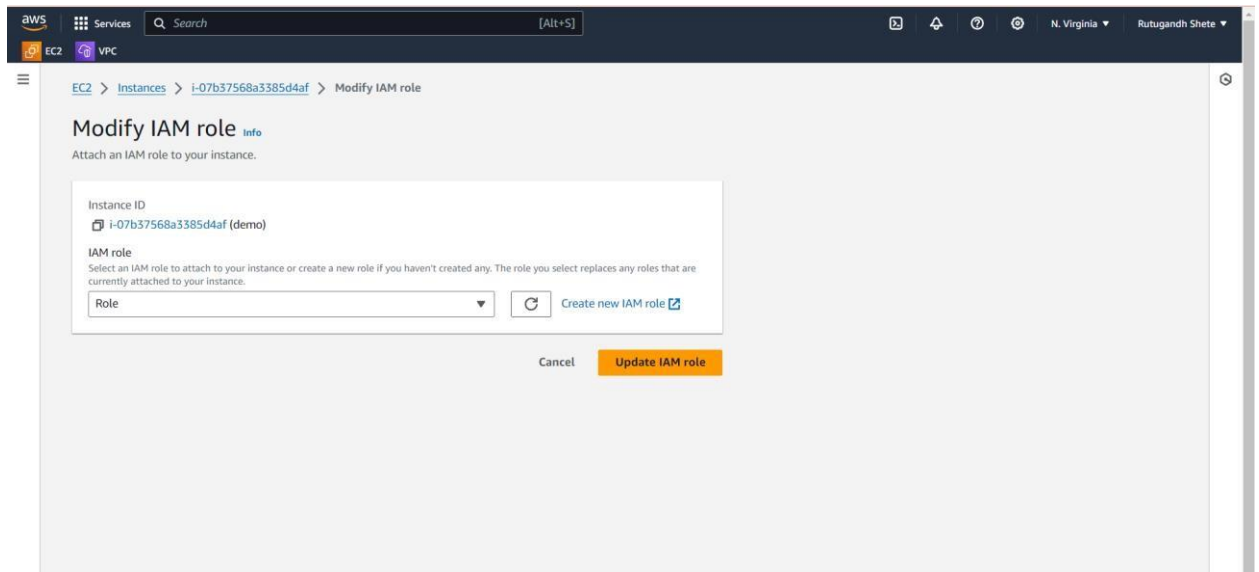 aws
Services
Search
[Alt+S]
N. Virginia
Rutugandh Shete
EC2
VPC
EC2 > Instances > i-07b37568a3385d4af > Modify IAM role
Modify IAM role Info
Attach an IAM role to your instance.
Instance ID
i-07b37568a3385d4af (demo)
IAM role
Select an IAM role to attach to your instance or create a new role if you haven't created any. The role you select replaces any roles that are
currently attached to your instance.
Role
Create new IAM role
Cancel
Update IAM role